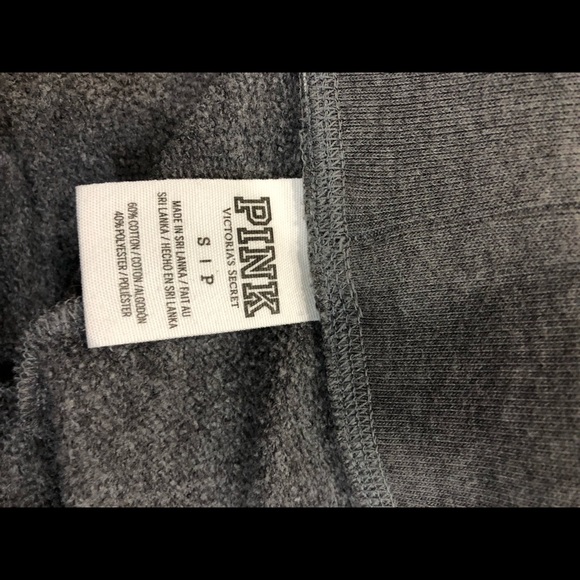 PINK
VICTORIA'S SECRET
S | P
MADE IN SRI LANKA / FAIT AU
SRI LANKA / HECHO EN SRI LANKA
60% COTTON / COTON / ALGODÓN
40% POLYESTER / POLIÉSTER